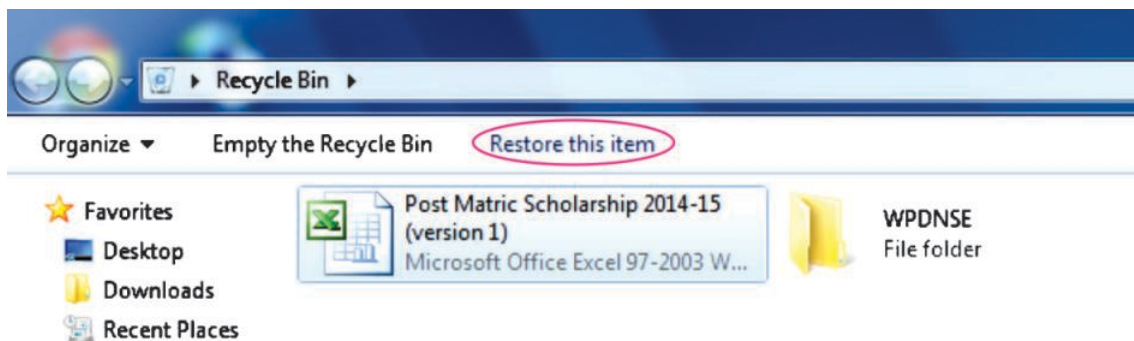 Recycle Bin
Organize Empty the Recycle Bin Restore this item
Favorites
Desktop
Downloads
Recent Places
Post Matric Scholarship 2014-15
(version 1)
Microsoft Office Excel 97-2003 W...
WPDNSE
File folder